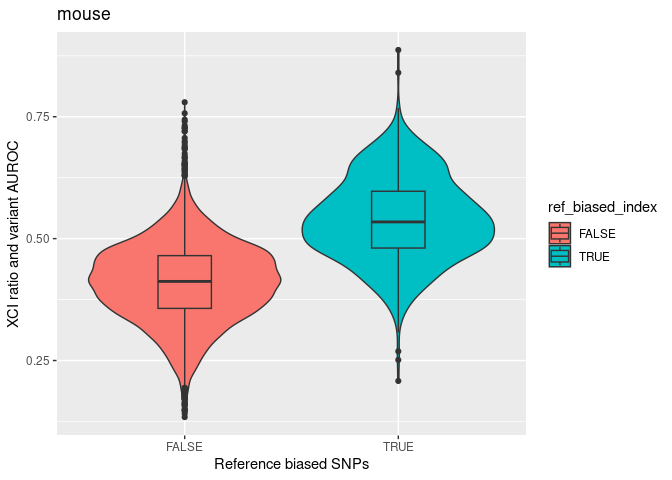 mouse
XCI ratio and variant AUROC
0.75
0.50
0.25
FALSE
TRUE
Reference biased SNPs
ref_biased_index
FALSE
TRUE